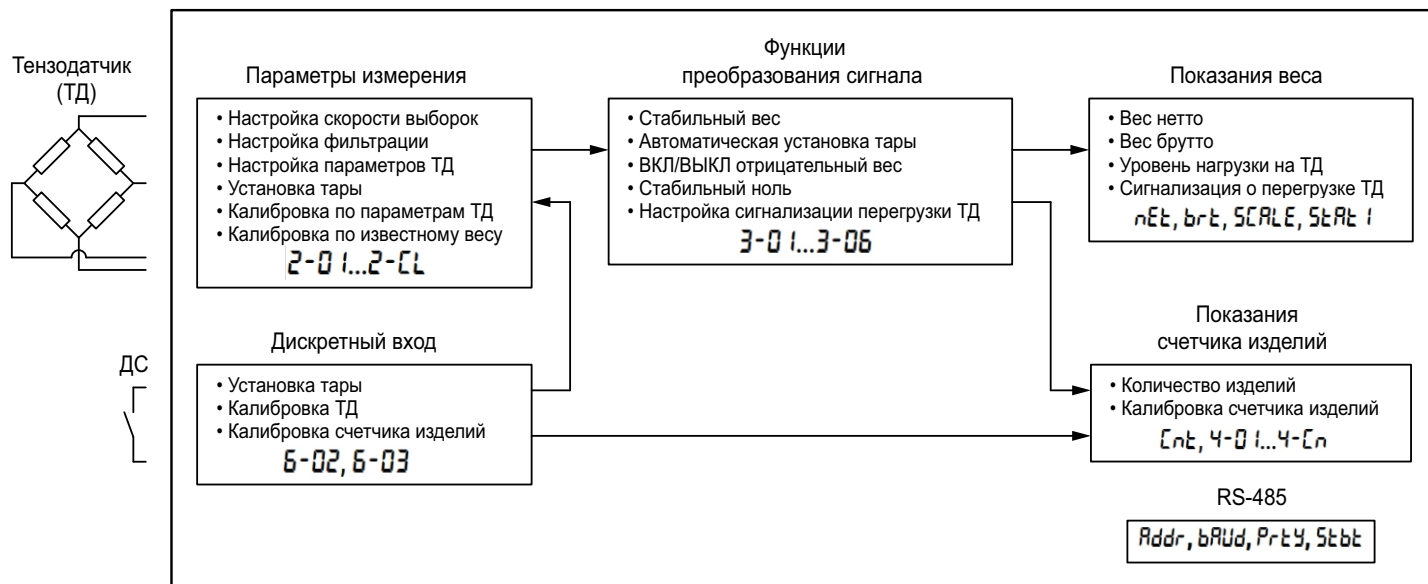 Тензодатчик
(ТД)
Параметры измерения
• Настройка скорости выборок
• Настройка фильтрации
• Настройка параметров ТД
• Установка тары
• Калибровка по параметрам ТД
• Калибровка по известному весу
2-01...2-CL
Функции
преобразования сигнала
• Стабильный вес
• Автоматическая установка тары
• ВКЛ/ВЫКЛ отрицательный вес
• Стабильный ноль
• Настройка сигнализации перегрузки ТД
3-01...3-06
Показания веса
• Вес нетто
• Вес брутто
• Уровень нагрузки на ТД
• Сигнализация о перегрузке ТД
nEt, brt, SCALE, StAt1
ДС
Дискретный вход
• Установка тары
• Калибровка ТД
• Калибровка счетчика изделий
6-02, 6-03
Показания
счетчика изделий
• Количество изделий
• Калибровка счетчика изделий
Cnt, 4-01...4-Cn
RS-485
Addr, bAUd, PrtY, Stbt